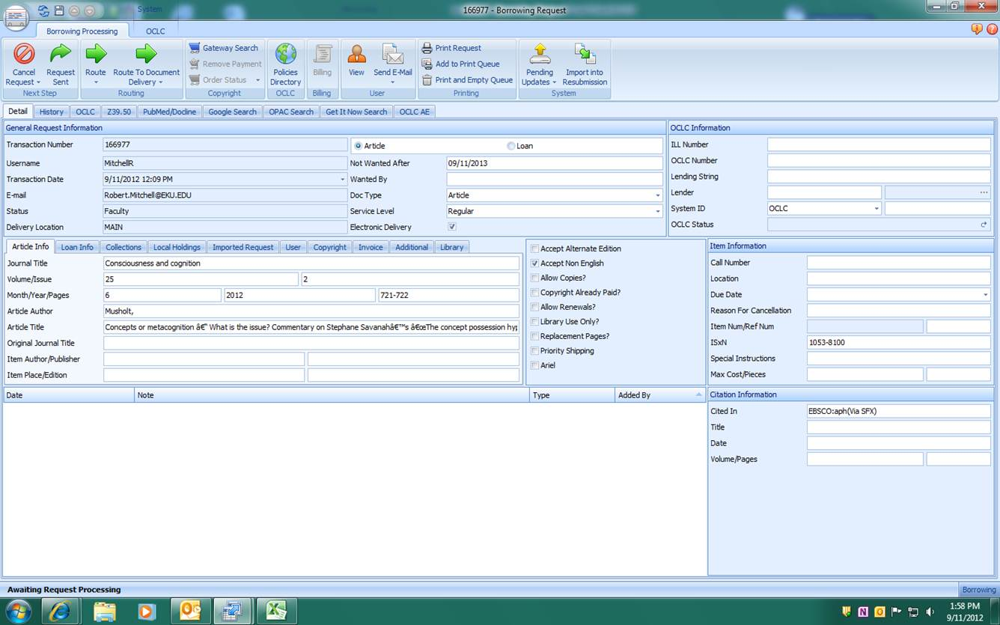 System
166977 - Borrowing Request
Borrowing Processing OCLC
Cancel Request Request Sent Next Step
Route Route To Document Delivery Routing
Gateway Search
Remove Payment
Order Status
Copyright
Policies Directory OCLC
Billing Billing
View Send E-Mail User
Print Request
Add to Print Queue
Print and Empty Queue
Printing
Pending Updates Import into Resubmission System
Detail History OCLC Z39.50 PubMed/Docline Google Search OPAC Search Get It Now Search OCLC AE
General Request Information
Transaction Number 166977 Article Loan
Username MitchellR Not Wanted After 09/11/2013
Transaction Date 9/11/2012 12:09 PM Wanted By
E-mail Robert.Mitchell@EKU.EDU Doc Type Article
Status Faculty Service Level Regular
Delivery Location MAIN Electronic Delivery
OCLC Information
ILL Number
OCLC Number
Lending String
Lender ...
System ID OCLC
OCLC Status
Article Info Loan Info Collections Local Holdings Imported Request User Copyright Invoice Additional Library
Journal Title Consciousness and cognition
Volume/Issue 25 2
Month/Year/Pages 6 2012 721-722
Article Author Musholt,
Article Title Concepts or metacognition â€“ What is the issue? Commentary on Stephane Savanahâ€™s â€œThe concept possession hyp
Original Journal Title
Item Author/Publisher
Item Place/Edition
Accept Alternate Edition
Accept Non English
Allow Copies?
Copyright Already Paid?
Allow Renewals?
Library Use Only?
Replacement Pages?
Priority Shipping
Ariel
Item Information
Call Number
Location
Due Date
Reason For Cancellation
Item Num/Ref Num
ISxN 1053-8100
Special Instructions
Max Cost/Pieces
Date Note Type Added By
Citation Information
Cited In EBSCO:aph(Via SFX)
Title
Date
Volume/Pages
Awaiting Request Processing Borrowing
1:58 PM
9/11/2012